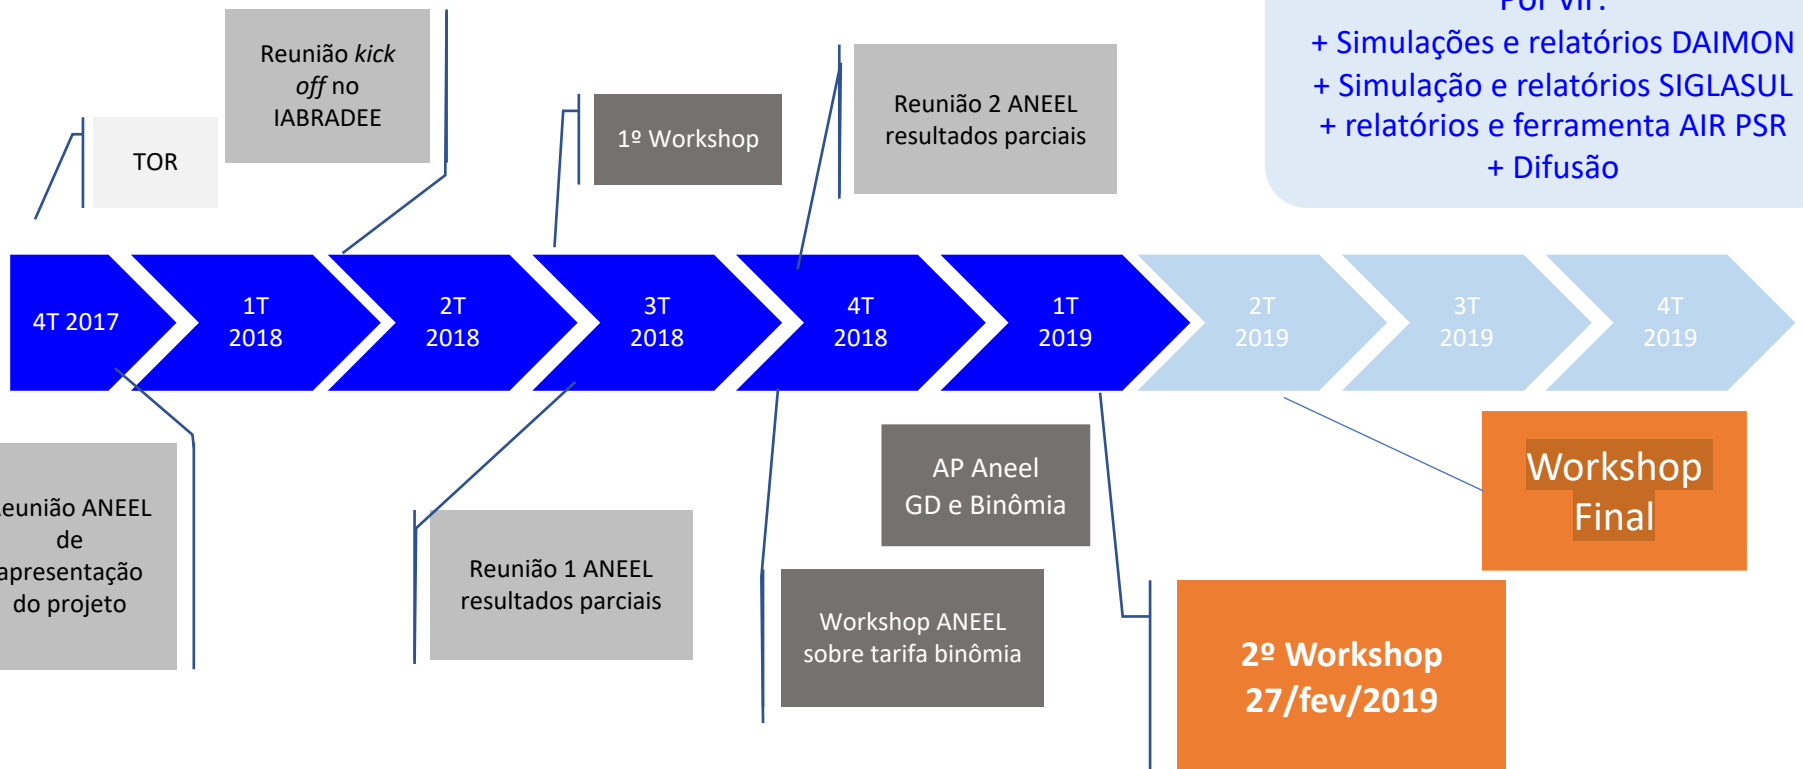 Por vir:
+ Simulações e relatórios DAIMON
+ Simulação e relatórios SIGLASUL
+ relatórios e ferramenta AIR PSR
+ Difusão
Reunião kick
off no
IABRADEE
TOR
1º Workshop
Reunião 2 ANEEL
resultados parciais
4T 2017
1T
2018
2T
2018
3T
2018
4T
2018
1T
2019
2T
2019
3T
2019
4T
2019
Reunião ANEEL
de
apresentação
do projeto
Reunião 1 ANEEL
resultados parciais
AP Aneel
GD e Binômia
Workshop ANEEL
sobre tarifa binômia
2º Workshop
27/fev/2019
Workshop
Final